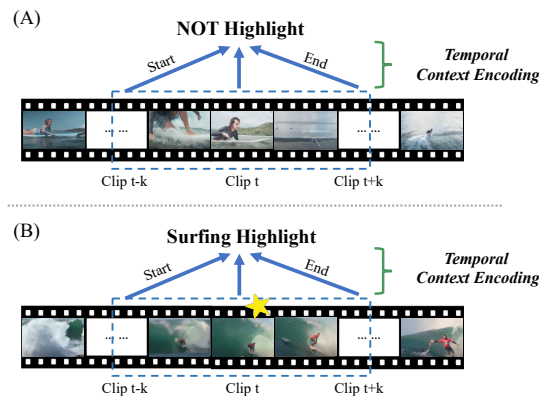 (A)
NOT Highlight
Start
End
Temporal
Context Encoding
... ...
... ...
Clip t-k
Clip t
Clip t+k
(B)
Surfing Highlight
Start
End
Temporal
Context Encoding
... ...
... ...
Clip t-k
Clip t
Clip t+k